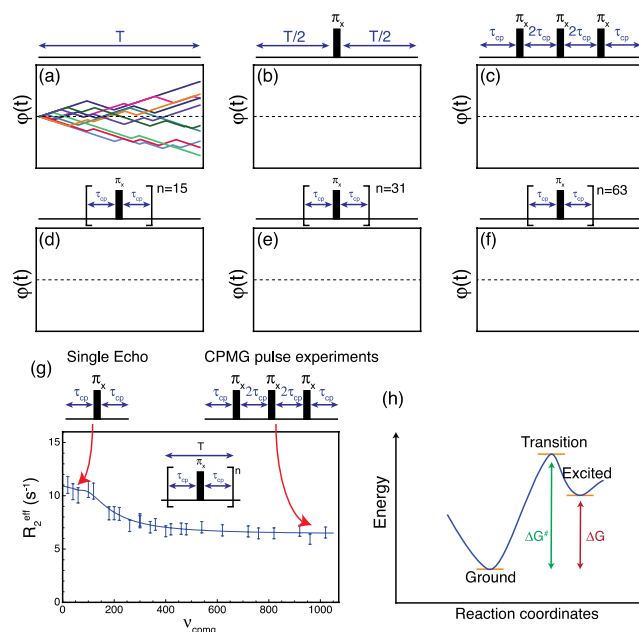 T
T/2
π_x
T/2
τ_cp
π_x
2τ_cp
π_x
2τ_cp
π_x
τ_cp
(a)
φ(t)
(b)
φ(t)
(c)
φ(t)
τ_cp
π_x
τ_cp
n=15
τ_cp
π_x
τ_cp
n=31
τ_cp
π_x
τ_cp
n=63
(d)
φ(t)
(e)
φ(t)
(f)
φ(t)
(g)
Single Echo
CPMG pulse experiments
τ_cp
π_x
τ_cp
τ_cp
π_x
2τ_cp
π_x
2τ_cp
π_x
τ_cp
15
10
5
0
R₂^eff (s⁻¹)
T
τ_cp
π_x
τ_cp
n
0
200
400
600
800
1000
ν_cpmg
(h)
Energy
Transition
Excited
Ground
ΔG^#
ΔG
Reaction coordinates